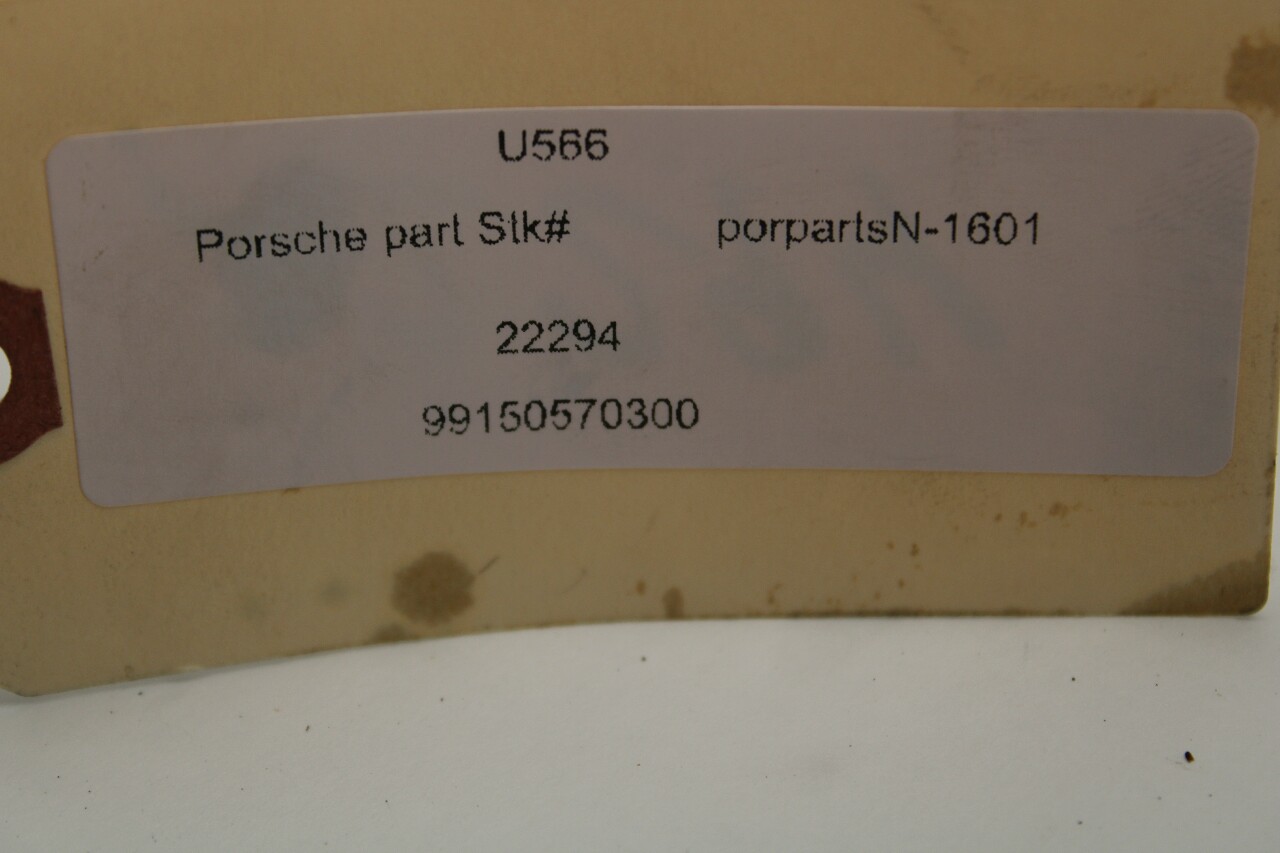 U566
Porsche part Stk# porpartsN-1601
22294
99150570300